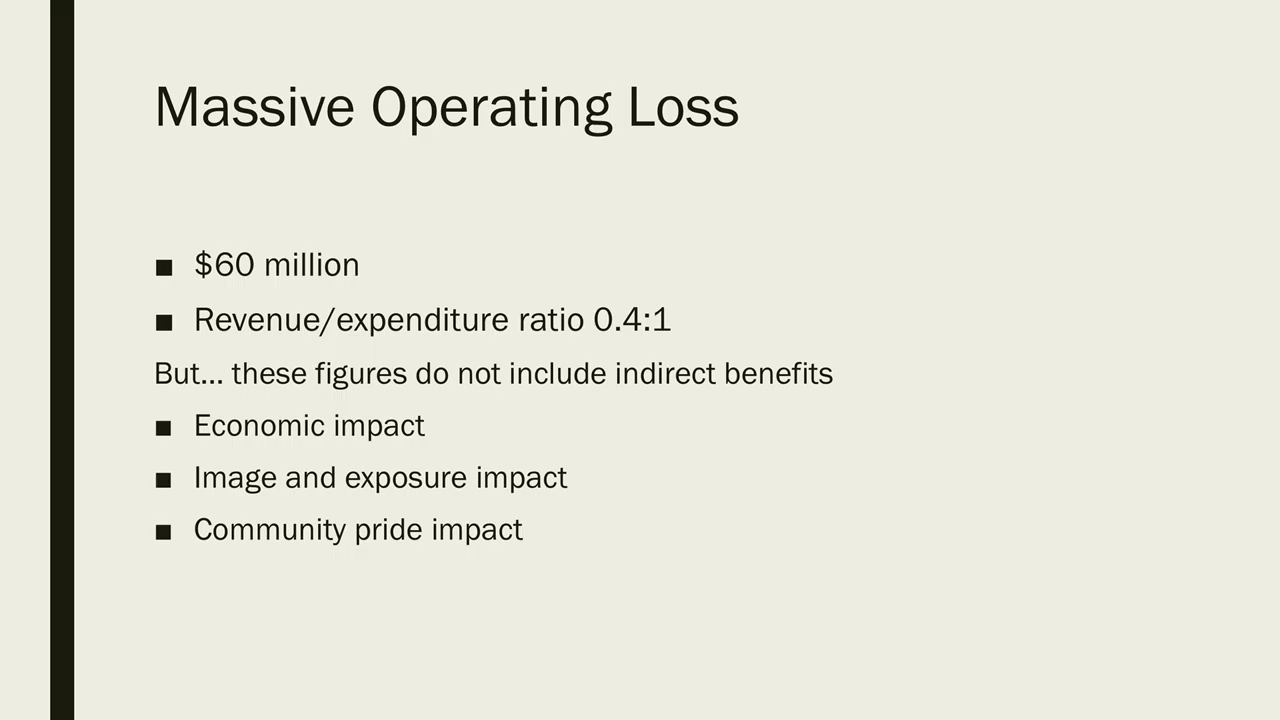 Massive Operating Loss
■ $60 million
■ Revenue/expenditure ratio 0.4:1
But... these figures do not include indirect benefits
■ Economic impact
■ Image and exposure impact
■ Community pride impact